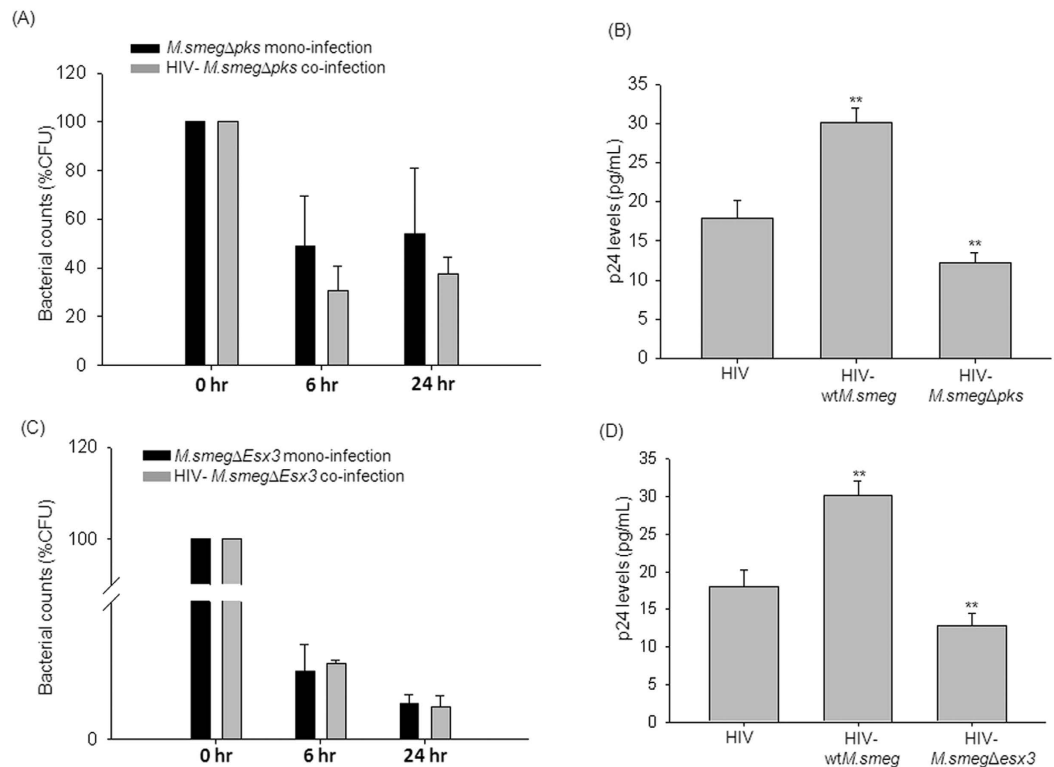 (A)
M.smegΔpks mono-infection
HIV- M.smegΔpks co-infection
120
100
80
60
40
20
0
Bacterial counts (%CFU)
0 hr
6 hr
24 hr
(B)
35
30
25
20
15
10
5
0
p24 levels (pg/mL)
**
**
HIV
HIV-
wtM.smeg
HIV-
M.smegΔpks
(C)
M.smegΔEsx3 mono-infection
HIV- M.smegΔEsx3 co-infection
120
100
0
Bacterial counts (%CFU)
0 hr
6 hr
24 hr
(D)
35
30
25
20
15
10
5
0
p24 levels (pg/mL)
**
**
HIV
HIV-
wtM.smeg
HIV-
M.smegΔesx3